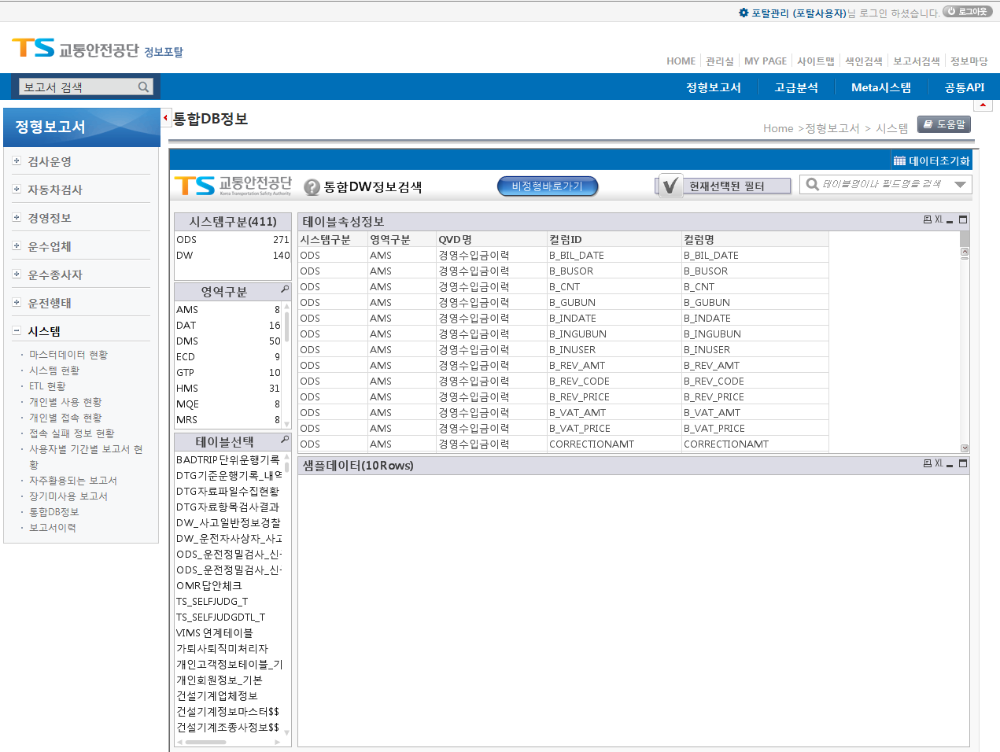 포탈관리 (포탈사용자)님 로그인 하셨습니다. 로그아웃
TS 교통안전공단 정보포탈
HOME 관리실 MY PAGE 사이트맵 색인검색 보고서검색 정보마당
보고서 검색
정형보고서 고급분석 Meta시스템 공통API
정형보고서
검사운영
자동차검사
경영정보
운수업체
운수종사자
운전행태
시스템
마스터데이터 현황
시스템 현황
ETL 현황
개인별 사용 현황
개인별 접속 현황
접속 실패 정보 현황
사용자별 기간별 보고서 현
황
자주활용되는 보고서
장기미사용 보고서
통합DB정보
보고서이력
통합DB정보
Home >정형보고서 > 시스템 도움말
데이터초기화
TS 교통안전공단
Korea Transportation Safety Authority
통합DW정보검색
비정형바로가기
현재선택된 필터
테이블명이나 필드명을 검색
시스템구분(411)
ODS 271
DW 140
영역구분
AMS 8
DAT 16
DMS 50
ECD 9
GTP 10
HMS 31
MQE 8
MRS 8
테이블선택
BADTRIP단위운행기록
DTG기준운행기록_내역
DTG자료파일수집현황
DTG자료항목검사결과
DW_사고일반정보경찰
DW_운전자사상자_사고
ODS_운전정밀검사_신규
ODS_운전정밀검사_신규
OMR답안체크
TS_SELFJUDG_T
TS_SELFJUDGDTL_T
VIMS 연계테이블
가퇴사퇴직미처리자
개인고객정보테이블_기
개인회원정보_기본
건설기계업체정보
건설기계정보마스터$$
건설기계조종사정보$$
테이블속성정보 XL
시스템구분 영역구분 QVD명 컬럼ID 컬럼명
ODS AMS 경영수입금이력 B_BIL_DATE B_BIL_DATE
ODS AMS 경영수입금이력 B_BUSOR B_BUSOR
ODS AMS 경영수입금이력 B_CNT B_CNT
ODS AMS 경영수입금이력 B_GUBUN B_GUBUN
ODS AMS 경영수입금이력 B_INDATE B_INDATE
ODS AMS 경영수입금이력 B_INGUBUN B_INGUBUN
ODS AMS 경영수입금이력 B_INUSER B_INUSER
ODS AMS 경영수입금이력 B_REV_AMT B_REV_AMT
ODS AMS 경영수입금이력 B_REV_CODE B_REV_CODE
ODS AMS 경영수입금이력 B_REV_PRICE B_REV_PRICE
ODS AMS 경영수입금이력 B_VAT_AMT B_VAT_AMT
ODS AMS 경영수입금이력 B_VAT_PRICE B_VAT_PRICE
ODS AMS 경영수입금이력 CORRECTIONAMT CORRECTIONAMT
샘플데이터(10Rows) XL